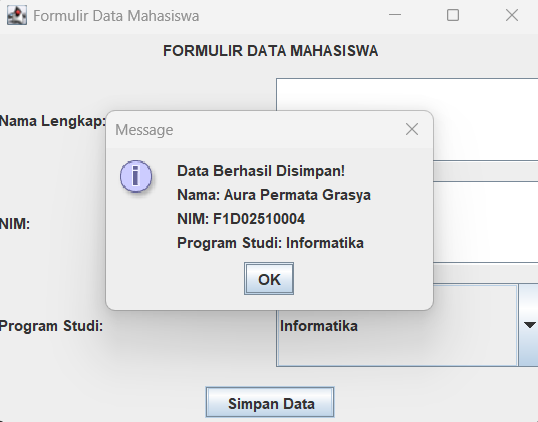 Formulir Data Mahasiswa
FORMULIR DATA MAHASISWA
Nama Lengkap:
Message
Data Berhasil Disimpan!
Nama: Aura Permata Grasya
NIM: F1D02510004
Program Studi: Informatika
OK
NIM:
Program Studi:
Informatika
Simpan Data